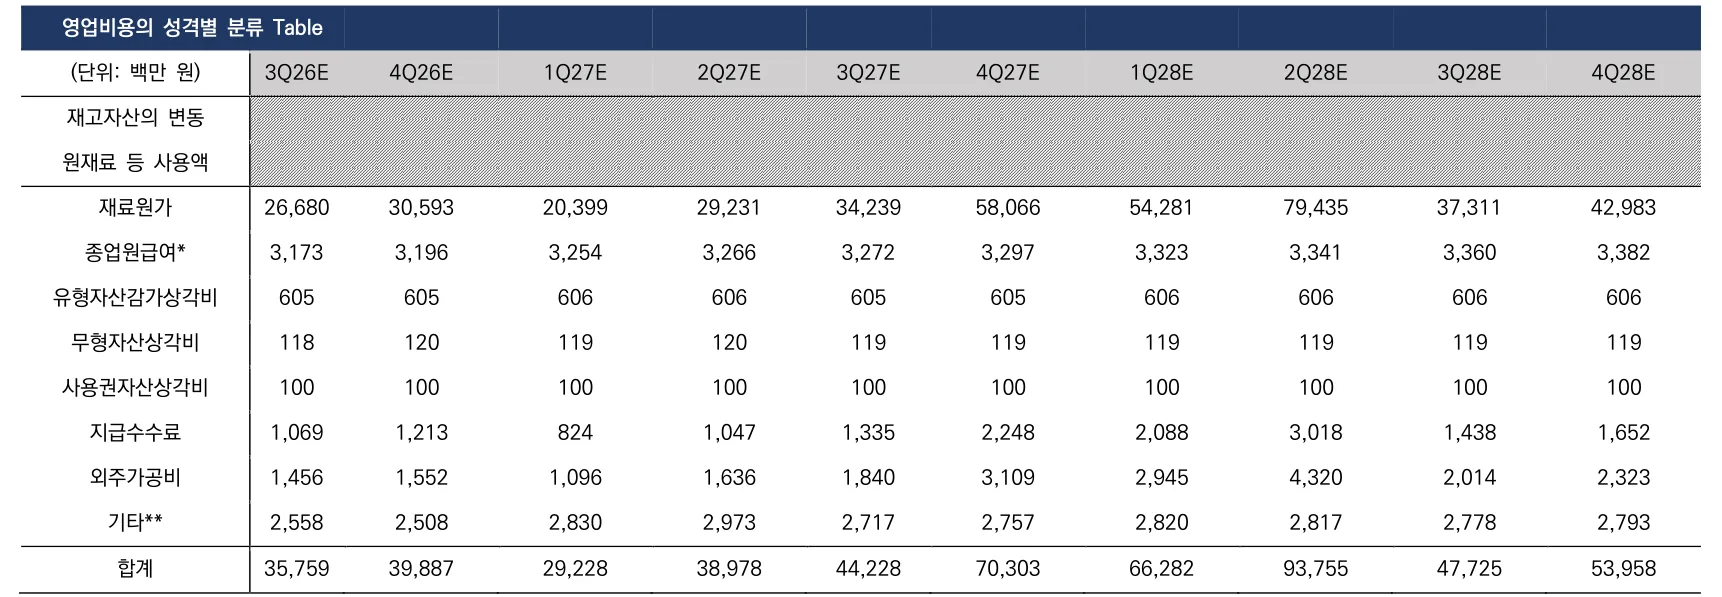 영업비용의 성격별 분류 Table
(단위: 백만 원) 3Q26E 4Q26E 1Q27E 2Q27E 3Q27E 4Q27E 1Q28E 2Q28E 3Q28E 4Q28E
재고자산의 변동
원재료 등 사용액
재료원가 26,680 30,593 20,399 29,231 34,239 58,066 54,281 79,435 37,311 42,983
종업원급여* 3,173 3,196 3,254 3,266 3,272 3,297 3,323 3,341 3,360 3,382
유형자산감가상각비 605 605 606 606 605 605 606 606 606 606
무형자산상각비 118 120 119 120 119 119 119 119 119 119
사용권자산상각비 100 100 100 100 100 100 100 100 100 100
지급수수료 1,069 1,213 824 1,047 1,335 2,248 2,088 3,018 1,438 1,652
외주가공비 1,456 1,552 1,096 1,636 1,840 3,109 2,945 4,320 2,014 2,323
기타** 2,558 2,508 2,830 2,973 2,717 2,757 2,820 2,817 2,778 2,793
합계 35,759 39,887 29,228 38,978 44,228 70,303 66,282 93,755 47,725 53,958